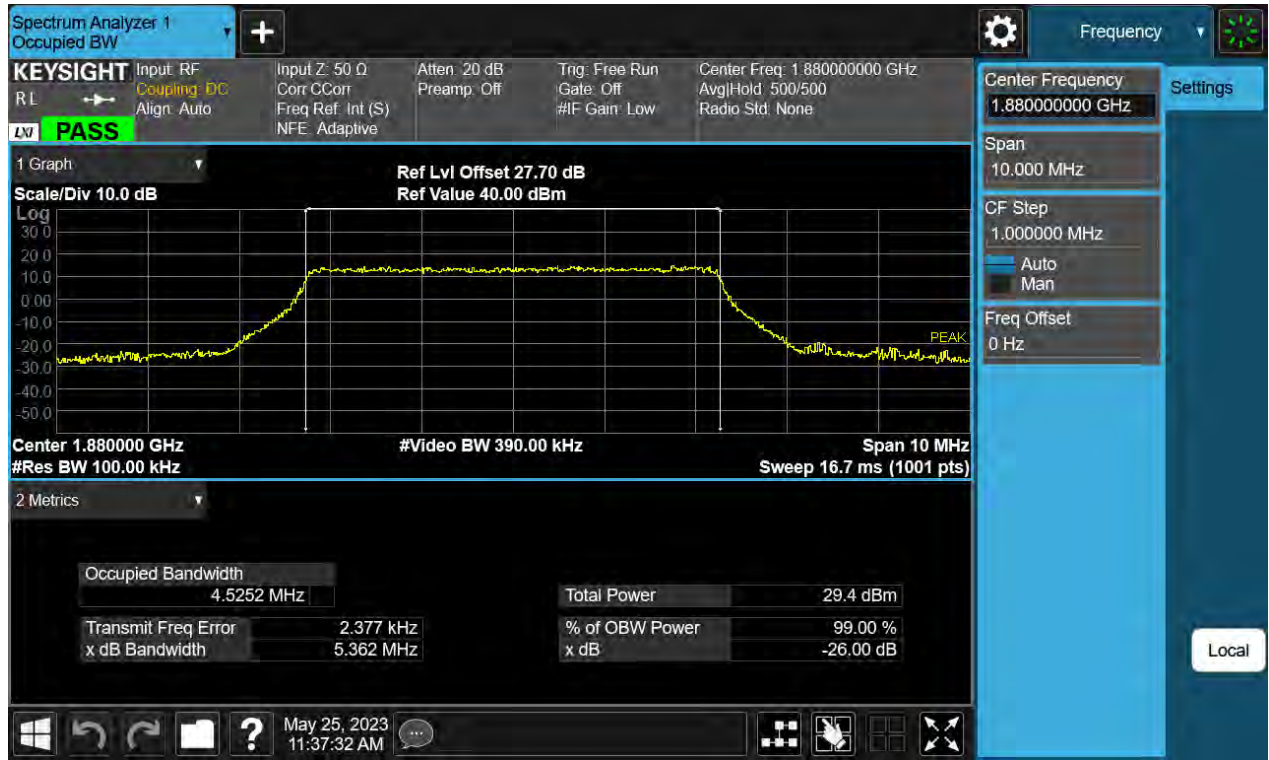 Spectrum Analyzer 1
Occupied BW
Frequency
KEYSIGHT
RL
LXI
PASS
Input: RF
Coupling: DC
Align: Auto
Input Z: 50 Ω
Corr CCorr
Freq Ref: Int (S)
NFE: Adaptive
Atten: 20 dB
Preamp: Off
Trig: Free Run
Gate: Off
#IF Gain: Low
Center Freq: 1.880000000 GHz
Avg|Hold: 500/500
Radio Std: None
1 Graph
Scale/Div 10.0 dB
Ref Lvl Offset 27.70 dB
Ref Value 40.00 dBm
Log
30.0
20.0
10.0
0.00
-10.0
-20.0
-30.0
-40.0
-50.0
PEAK
Center 1.880000 GHz
#Video BW 390.00 kHz
Span 10 MHz
#Res BW 100.00 kHz
Sweep 16.7 ms (1001 pts)
2 Metrics
Occupied Bandwidth
4.5252 MHz
Transmit Freq Error 2.377 kHz
x dB Bandwidth 5.362 MHz
Total Power 29.4 dBm
% of OBW Power 99.00 %
x dB -26.00 dB
Center Frequency
1.880000000 GHz
Span
10.000 MHz
CF Step
1.000000 MHz
Auto
Man
Freq Offset
0 Hz
Settings
Local
?
May 25, 2023
11:37:32 AM